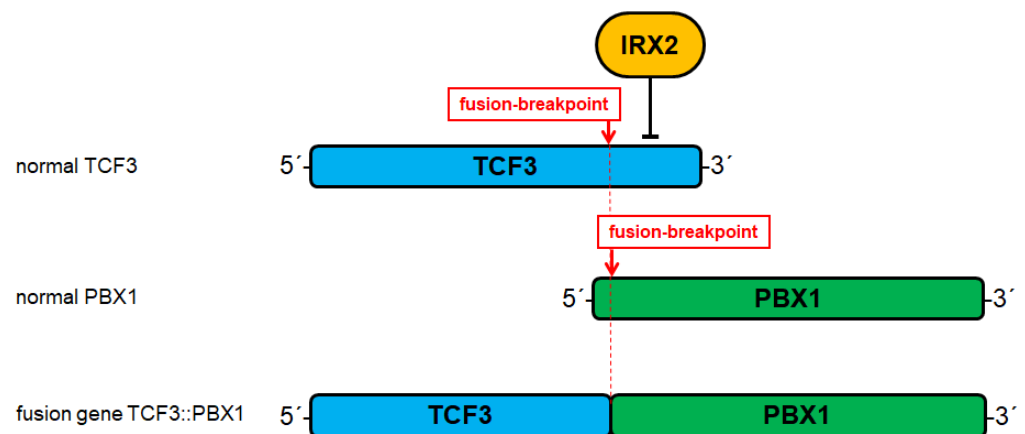 IRX2
fusion-breakpoint
normal TCF3 5´ TCF3 3´
fusion-breakpoint
normal PBX1 5´ PBX1 3´
fusion gene TCF3::PBX1 5´ TCF3 PBX1 3´